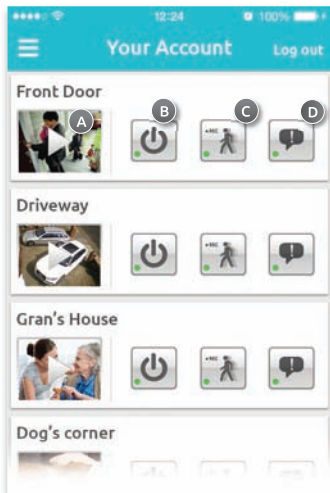 12:24
100%
Your Account
Log out
Front Door
A
B
C
D
•REC
Driveway
•REC
Gran's House
•REC
Dog's corner